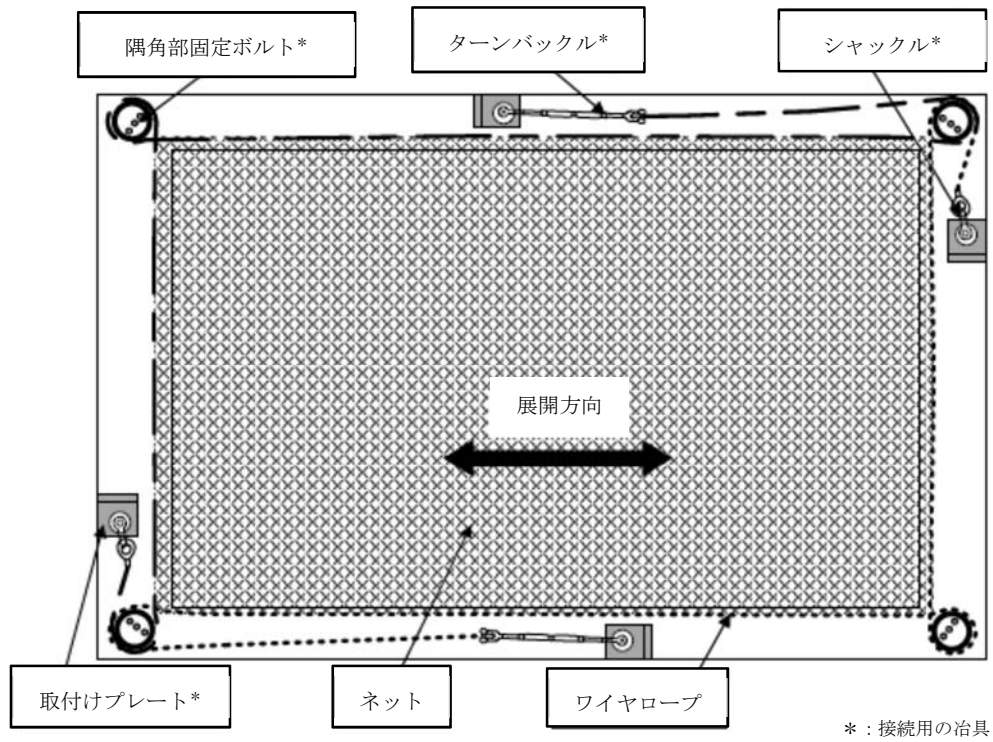 隅角部固定ボルト*
ターンバックル*
シャックル*
展開方向
取付けプレート*
ネット
ワイヤロープ
*：接続用の冶具